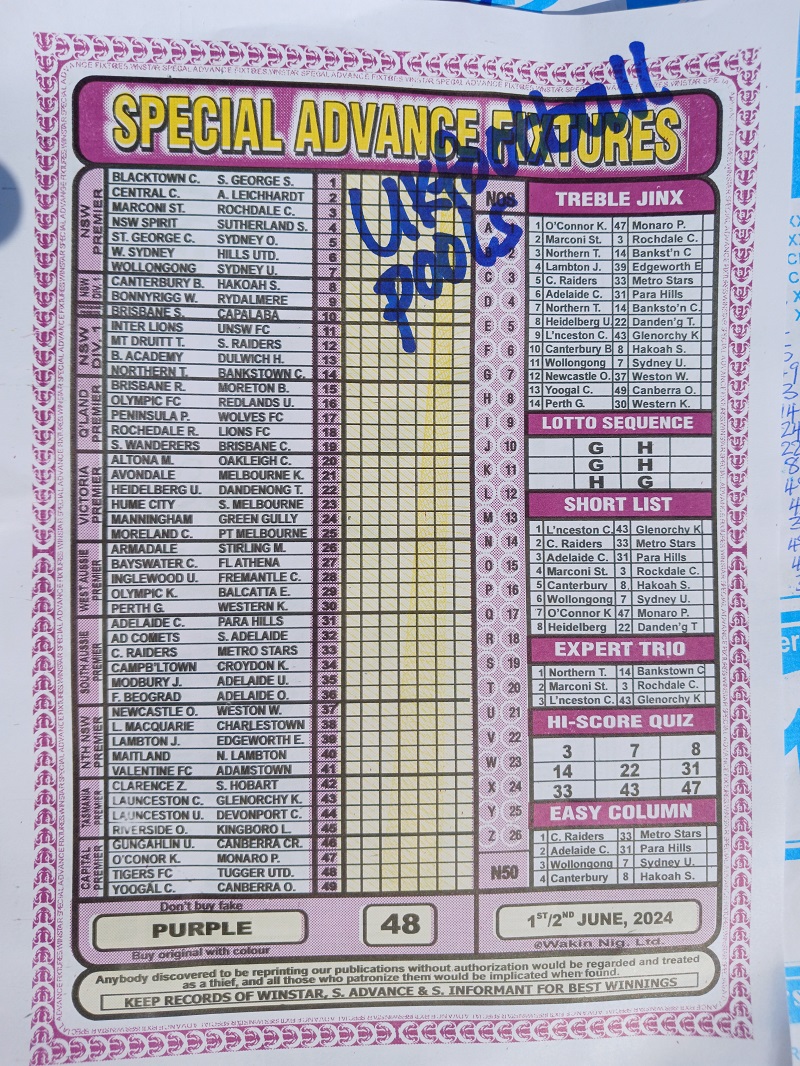 SPECIAL ADVANCE FIXTURES
UK Football
Pools
NSW PREMIER
BLACKTOWN C. S. GEORGE S. 1
CENTRAL C. A. LEICHHARDT 2
MARCONI ST. ROCHDALE C. 3
NSW SPIRIT SUTHERLAND S. 4
ST. GEORGE C. SYDNEY O. 5
W. SYDNEY HILLS UTD. 6
WOLLONGONG SYDNEY U. 7
NSW DIV.1
CANTERBURY B. HAKOAH S. 8
BONNYRIGG W. RYDALMERE 9
BRISBANE S. CAPALABA 10
NSW DIV. 1
INTER LIONS UNSW FC 11
MT DRUITT T. S. RAIDERS 12
B. ACADEMY DULWICH H. 13
NORTHERN T. BANKSTOWN C. 14
Q'LAND PREMIER
BRISBANE R. MORETON B. 15
OLYMPIC FC REDLANDS U. 16
PENINSULA P. WOLVES FC 17
ROCHEDALE R. LIONS FC 18
S. WANDERERS BRISBANE C. 19
VICTORIA PREMIER
ALTONA M. OAKLEIGH C. 20
AVONDALE MELBOURNE K. 21
HEIDELBERG U. DANDENONG T. 22
HUME CITY S. MELBOURNE 23
MANNINGHAM GREEN GULLY 24
MORELAND C. PT MELBOURNE 25
WEST AUSSIE PREMIER
ARMADALE STIRLING M. 26
BAYSWATER C. FL ATHENA 27
INGLEWOOD U. FREMANTLE C. 28
OLYMPIC K. BALCATTA E. 29
PERTH G. WESTERN K. 30
SOUTH AUSSIE PREMIER
ADELAIDE C. PARA HILLS 31
AD COMETS S. ADELAIDE 32
C. RAIDERS METRO STARS 33
CAMPB'LTOWN CROYDON K. 34
MODBURY J. ADELAIDE U. 35
F. BEOGRAD ADELAIDE O. 36
NTH NSW PREMIER
NEWCASTLE O. WESTON W. 37
L. MACQUARIE CHARLESTOWN 38
LAMBTON J. EDGEWORTH E. 39
MAITLAND N. LAMBTON 40
VALENTINE FC ADAMSTOWN 41
TASMANIA PREMIER
CLARENCE Z. S. HOBART 42
LAUNCESTON C. GLENORCHY K. 43
LAUNCESTON U. DEVONPORT C. 44
RIVERSIDE O. KINGBORO L. 45
CAPITAL PREMIER
GUNGAHLIN U. CANBERRA CR. 46
O'CONOR K. MONARO P. 47
TIGERS FC TUGGER UTD. 48
YOOGAL C. CANBERRA O. 49
NOS
A
2
C 3
D 4
E 5
F 6
G 7
H 8
I 9
J 10
K 11
L 12
M 13
N 14
O 15
P 16
Q 17
R 18
S 19
T 20
U 21
V 22
W 23
X 24
Y 25
Z 26
N50
TREBLE JINX
1 O'Connor K. 47 Monaro P.
2 Marconi St. 3 Rochdale C.
3 Northern T. 14 Bankst'n C
4 Lambton J. 39 Edgeworth E
5 C. Raiders 33 Metro Stars
6 Adelaide C. 31 Para Hills
7 Northern T. 14 Banksto'n C.
8 Heidelberg U. 22 Danden'g T.
9 L'nceston C. 43 Glenorchy K
10 Canterbury B 8 Hakoah S.
11 Wollongong 7 Sydney U.
12 Newcastle O. 37 Weston W.
13 Yoogal C. 49 Canberra O.
14 Perth G. 30 Western K.
LOTTO SEQUENCE
G H
G H
H G
SHORT LIST
1 L'nceston C. 43 Glenorchy K
2 C. Raiders 33 Metro Stars
3 Adelaide C. 31 Para Hills
4 Marconi St. 3 Rockdale C.
5 Canterbury 8 Hakoah S.
6 Wollongong 7 Sydney U.
7 O'Connor K 47 Monaro P.
8 Heidelberg 22 Danden'g T
EXPERT TRIO
1 Northern T. 14 Bankstown C
2 Marconi St. 3 Rochdale C.
3 L'nceston C. 43 Glenorchy K
HI-SCORE QUIZ
3 7 8
14 22 31
33 43 47
EASY COLUMN
1 C. Raiders 33 Metro Stars
2 Adelaide C. 31 Para Hills
3 Wollongong 7 Sydney U.
4 Canterbury 8 Hakoah S.
Don't buy fake
PURPLE
Buy original with colour
48
1ST/2ND JUNE, 2024
©Wakin Nig. Ltd.
Anybody discovered to be reprinting our publications without authorization would be regarded and treated
as a thief, and all those who patronize them would be implicated when found.
KEEP RECORDS OF WINSTAR, S. ADVANCE & S. INFORMANT FOR BEST WINNINGS